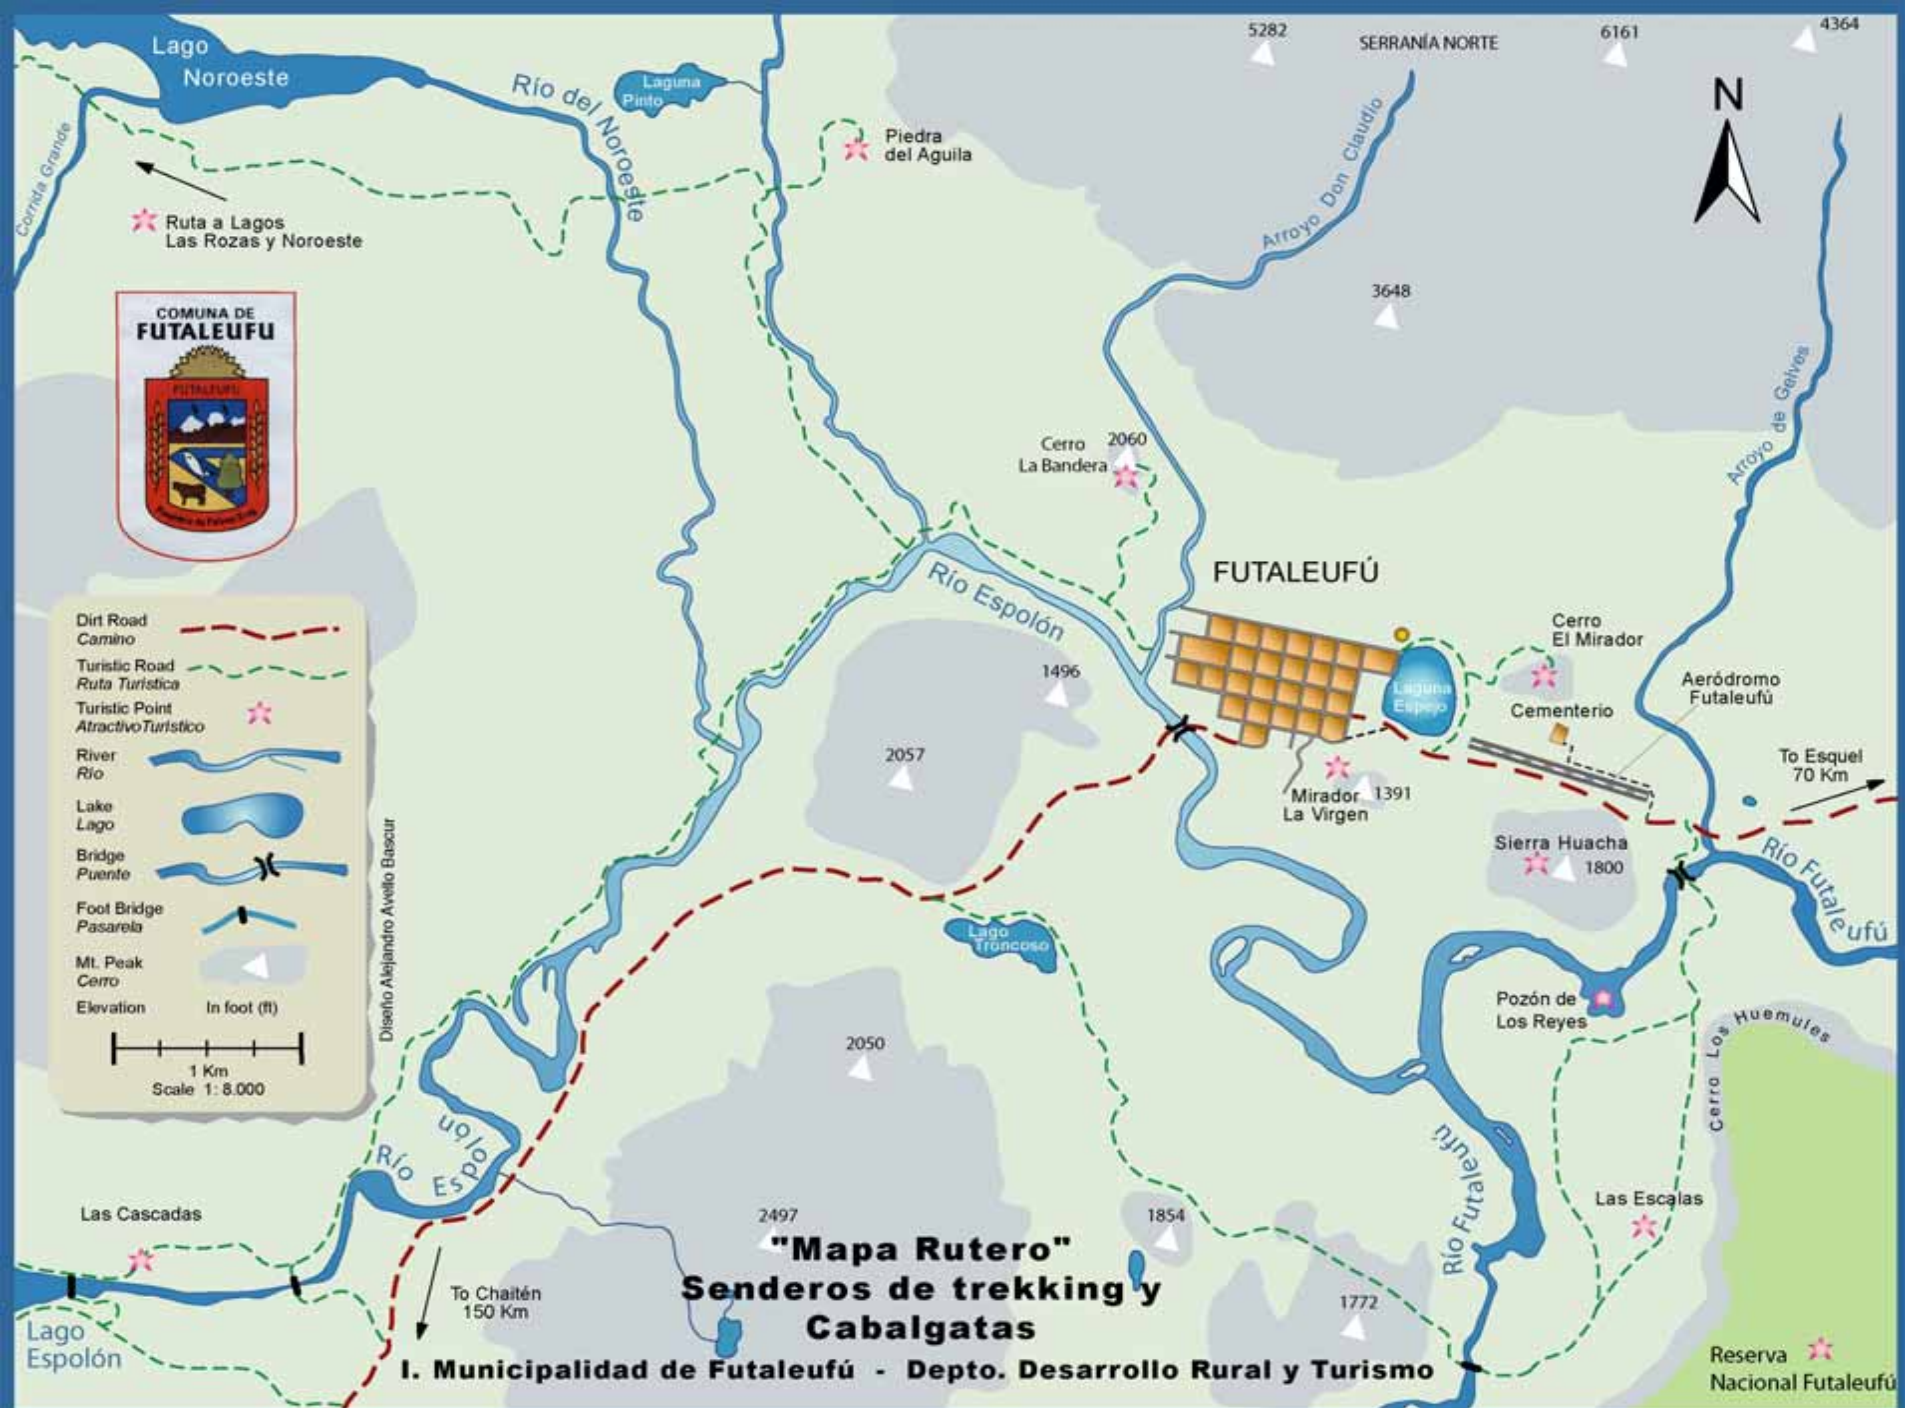 5282
SERRANÍA NORTE
6161
4364
Lago
Noroeste
Río del Noroeste
Laguna
Pinto
N
Piedra
del Aguila
Corrida Grande
Arroyo Don Claudio
Ruta a Lagos
Las Rozas y Noroeste
3648
COMUNA DE
FUTALEUFU
FUTALEUFU
Arroyo de Gelves
Cerro
La Bandera
2060
FUTALEUFÚ
Río Espolón
Dirt Road
Camino
Turistic Road
Ruta Turistica
Turistic Point
AtractivoTuristico
River
Río
Lake
Lago
Bridge
Puente
Foot Bridge
Pasarela
Mt. Peak
Cerro
Elevation In foot (ft)
1 Km
Scale 1: 8.000
Diseño Alejandro Avello Bascur
1496
2057
Laguna
Espejo
Cerro
El Mirador
Cementerio
Aeródromo
Futaleufú
To Esquel
70 Km
Mirador
La Virgen
1391
Sierra Huacha
1800
Río Futaleufú
Lago
Troncoso
Pozón de
Los Reyes
Cerro Los Huemules
2050
Río Espolón
Río Futaleufú
Las Cascadas
Las Escalas
2497
1854
To Chaitén
150 Km
1772
Lago
Espolón
"Mapa Rutero"
Senderos de trekking y
Cabalgatas
I. Municipalidad de Futaleufú - Depto. Desarrollo Rural y Turismo
Reserva
Nacional Futaleufú